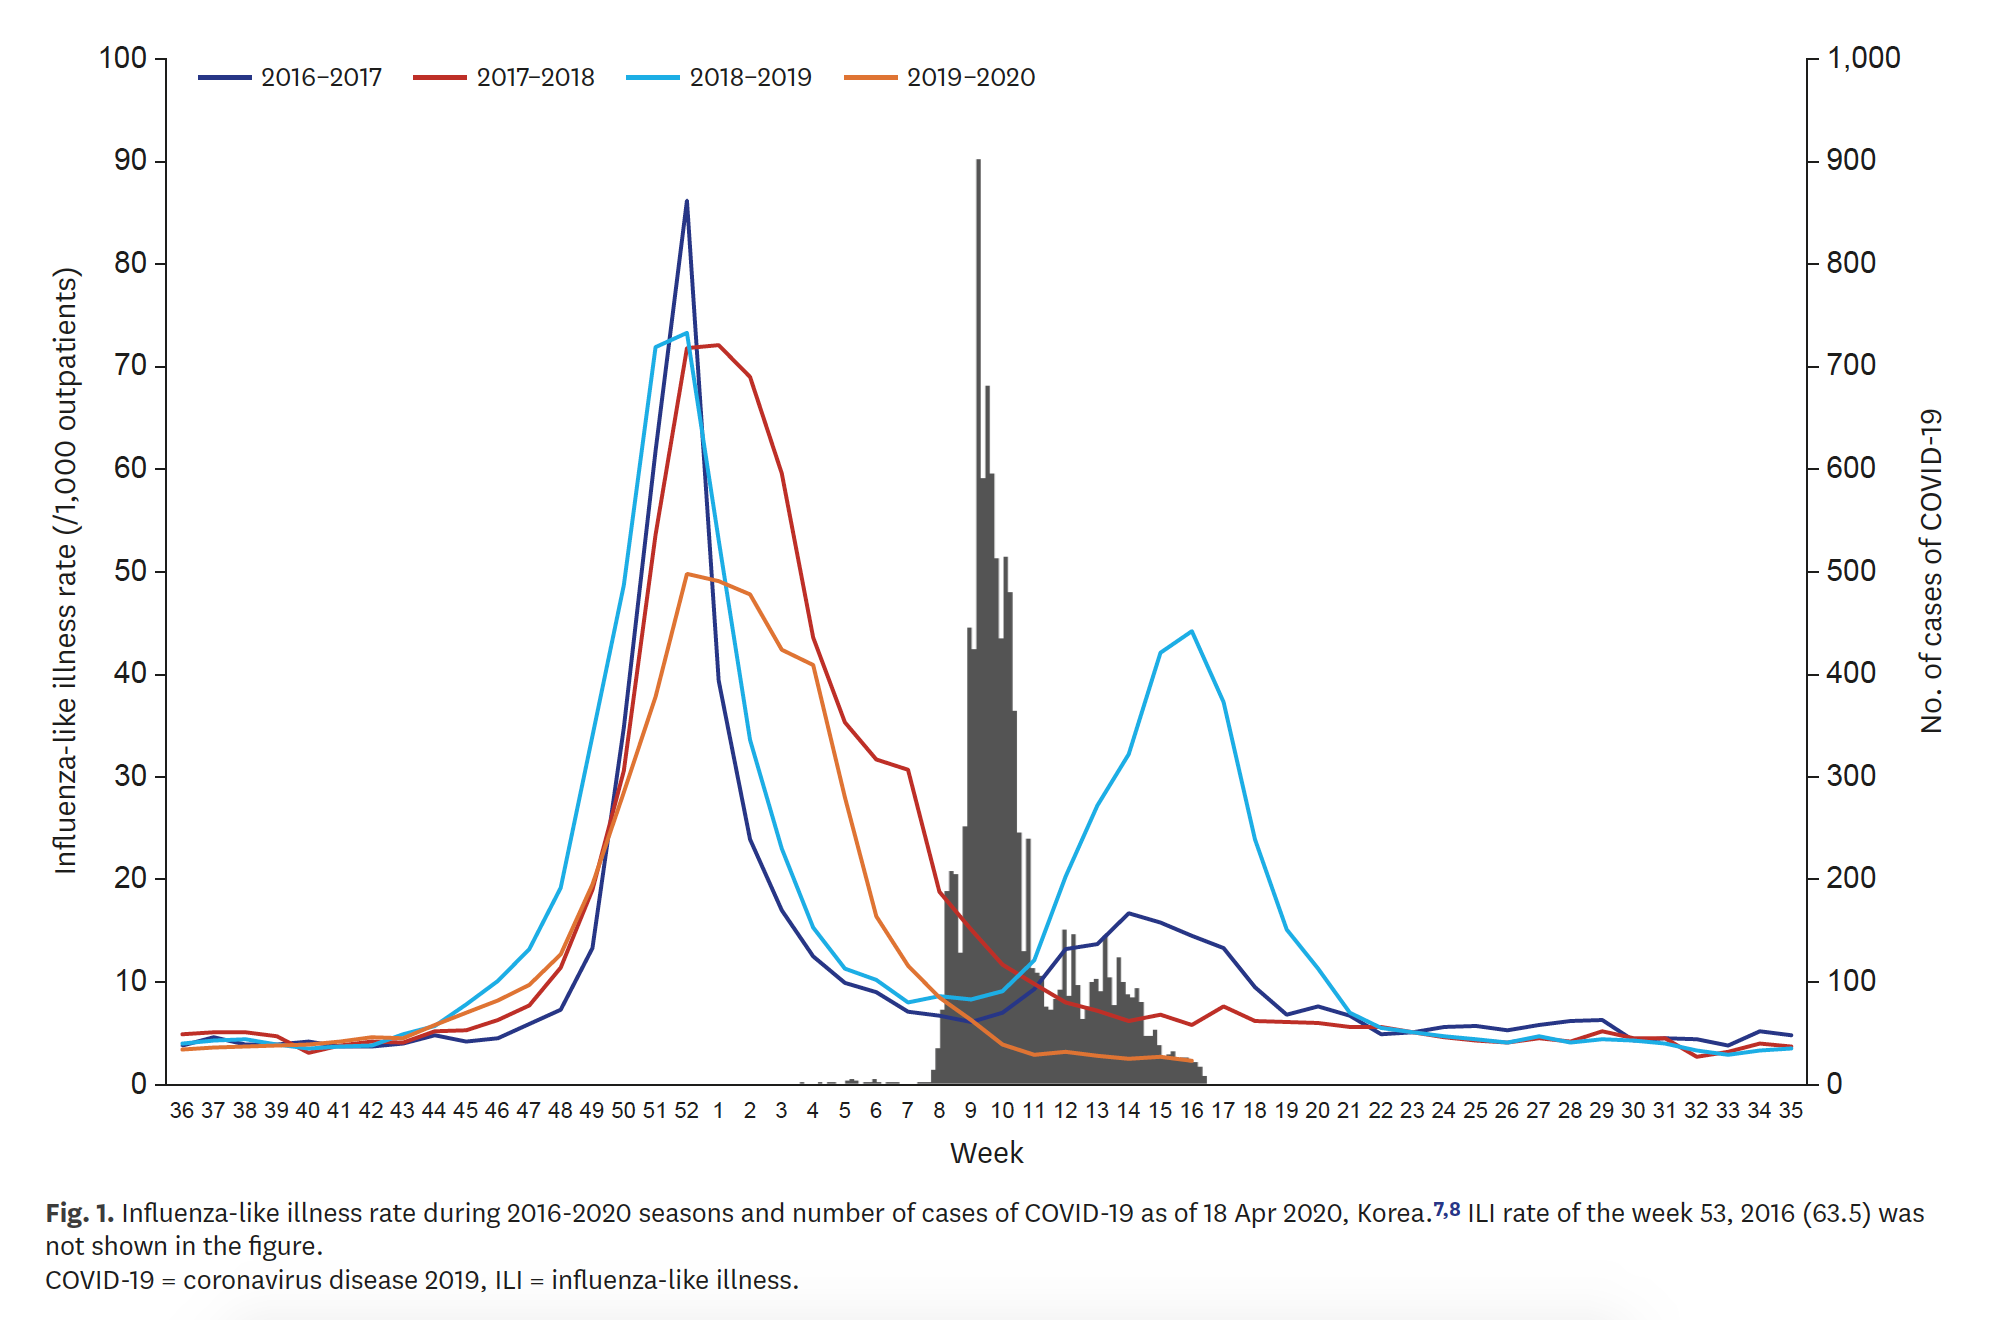 100
90
80
70
60
50
40
30
20
10
0
Influenza-like illness rate (/1,000 outpatients)
2016–2017 2017–2018 2018–2019 2019–2020
1,000
900
800
700
600
500
400
300
200
100
0
No. of cases of COVID-19
36 37 38 39 40 41 42 43 44 45 46 47 48 49 50 51 52 1 2 3 4 5 6 7 8 9 10 11 12 13 14 15 16 17 18 19 20 21 22 23 24 25 26 27 28 29 30 31 32 33 34 35
Week
Fig. 1. Influenza-like illness rate during 2016-2020 seasons and number of cases of COVID-19 as of 18 Apr 2020, Korea.7,8 ILI rate of the week 53, 2016 (63.5) was
not shown in the figure.
COVID-19 = coronavirus disease 2019, ILI = influenza-like illness.